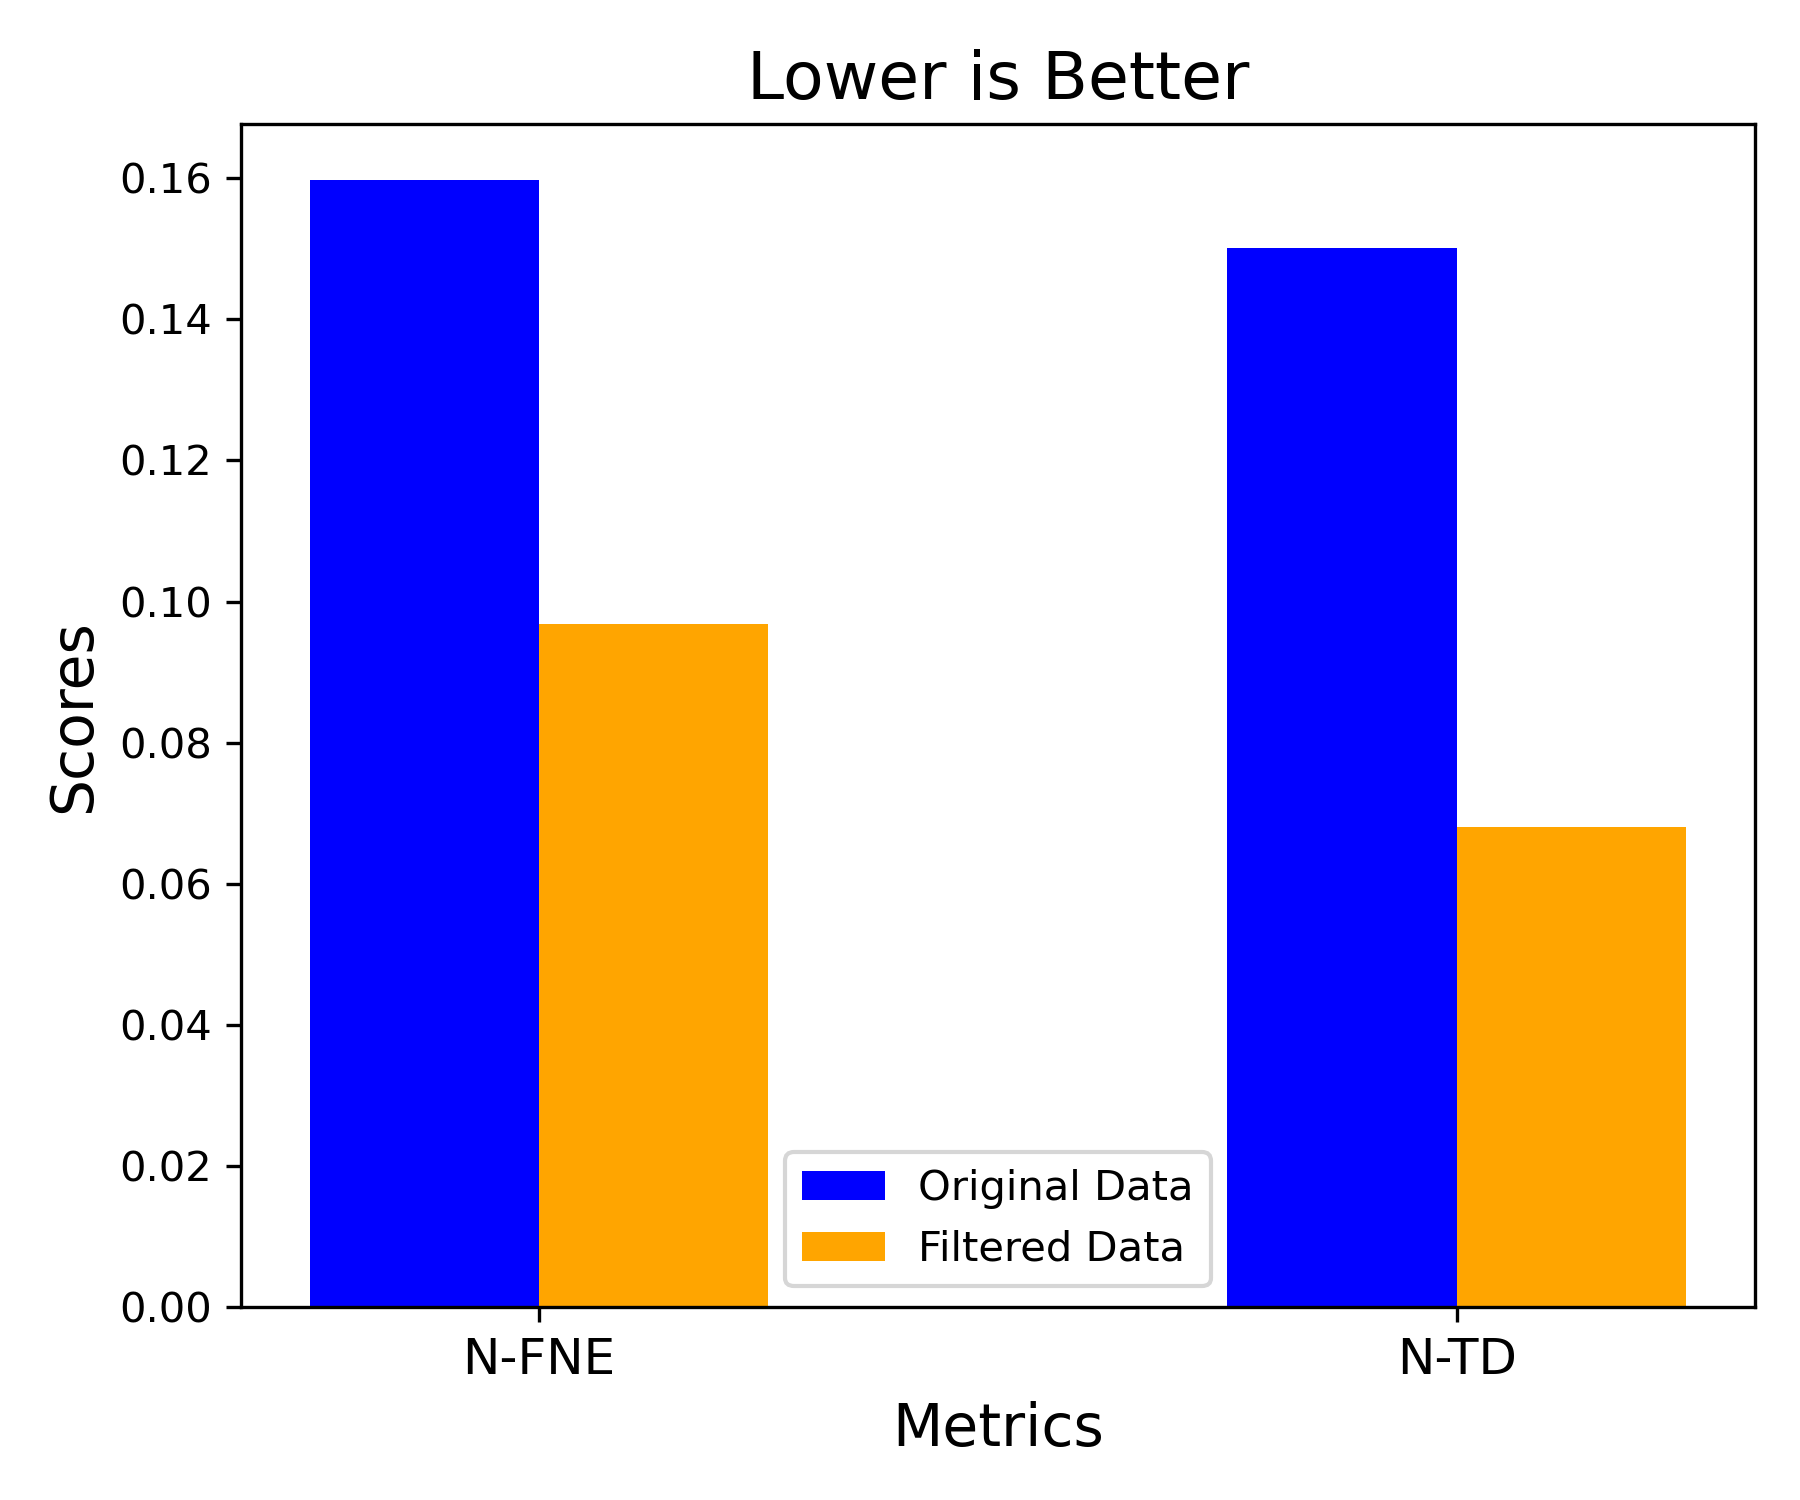 Lower is Better
0.16
0.14
0.12
0.10
0.08
0.06
0.04
0.02
0.00
Scores
Original Data
Filtered Data
N-FNE
N-TD
Metrics